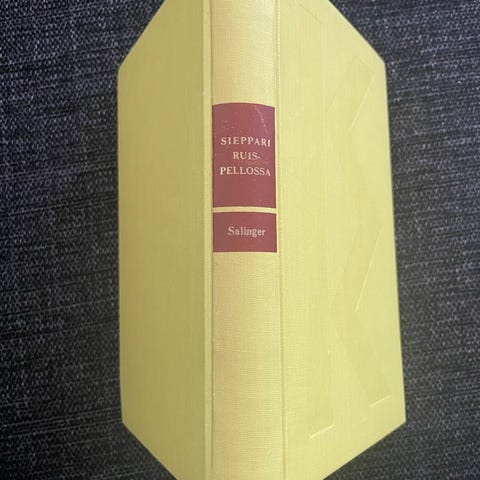 SIEPPARI
RUIS-
PELLOSSA
Salinger